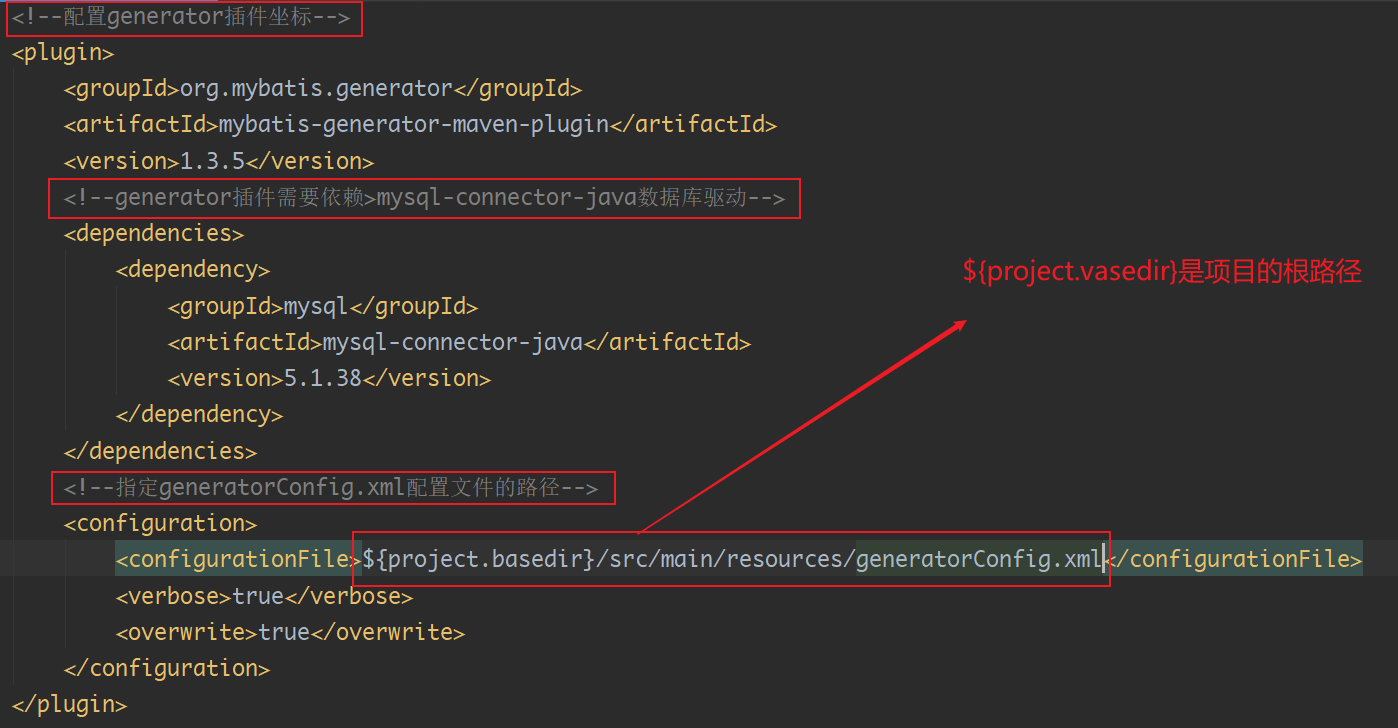 <!--配置generator插件坐标-->
<plugin>
<groupId>org.mybatis.generator</groupId>
<artifactId>mybatis-generator-maven-plugin</artifactId>
<version>1.3.5</version>
<!--generator插件需要依赖>mysql-connector-java数据库驱动-->
<dependencies>
<dependency>
${project.vasedir}是项目的根路径
<groupId>mysql</groupId>
<artifactId>mysql-connector-java</artifactId>
<version>5.1.38</version>
</dependency>
</dependencies>
<!--指定generatorConfig.xml配置文件的路径-->
<configuration>
<configurationFile>${project.basedir}/src/main/resources/generatorConfig.xml</configurationFile>
<verbose>true</verbose>
<overwrite>true</overwrite>
</configuration>
</plugin>